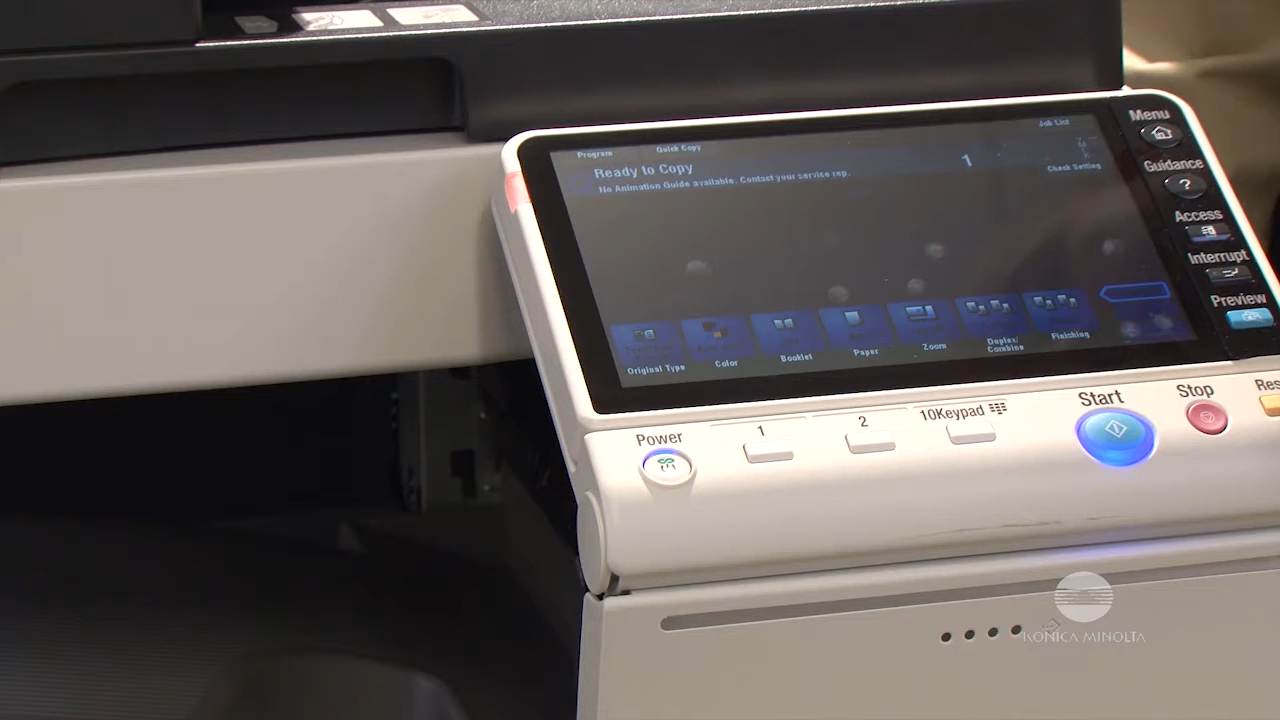 Program Quick Copy Job List
Ready to Copy 1
No Animation Guide available. Contact your service rep.
Check Setting
Original Type Color Booklet Paper Zoom Duplex/
Combine Finishing
Menu
Guidance
?
Access
Interrupt
Preview
Power 1 2 10Keypad Start Stop Res
KONICA MINOLTA